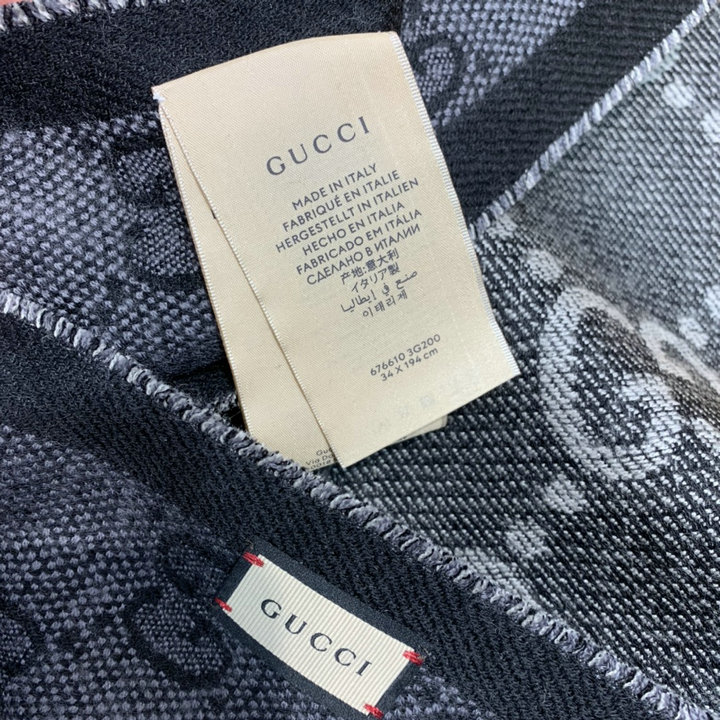 GUCCI
MADE IN ITALY
FABRIQUÉ EN ITALIE
HERGESTELLT IN ITALIEN
HECHO EN ITALIA
FABRICADO EM ITÁLIA
СДЕЛАНО В ИТАЛИИ
产地:意大利
イタリア製
صنع في إيطاليا
이태리제
676610 3G200
34 X 194 cm
Via
GUCCI